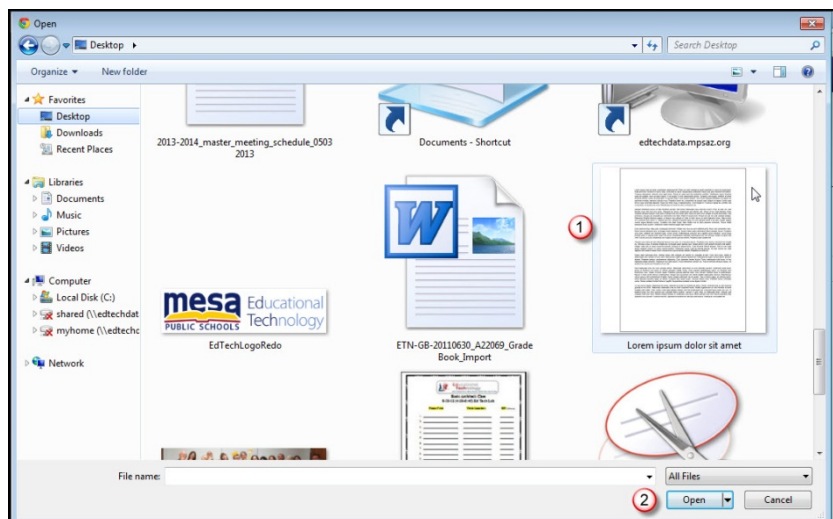 Open
Desktop
Search Desktop
Organize
New folder
Favorites
Desktop
Downloads
Recent Places
Libraries
Documents
Music
Pictures
Videos
Computer
Local Disk (C:)
shared (\\edtechdat
myhome (\\edtechc
Network
2013-2014_master_meeting_schedule_0503
2013
Documents - Shortcut
edtechdata.mpsaz.org
W
1
mesa Educational
PUBLIC SCHOOLS Technology
EdTechLogoRedo
ETN-GB-20110630_A22069_Grade
Book_Import
Lorem ipsum dolor sit amet
File name:
All Files
2
Open
Cancel